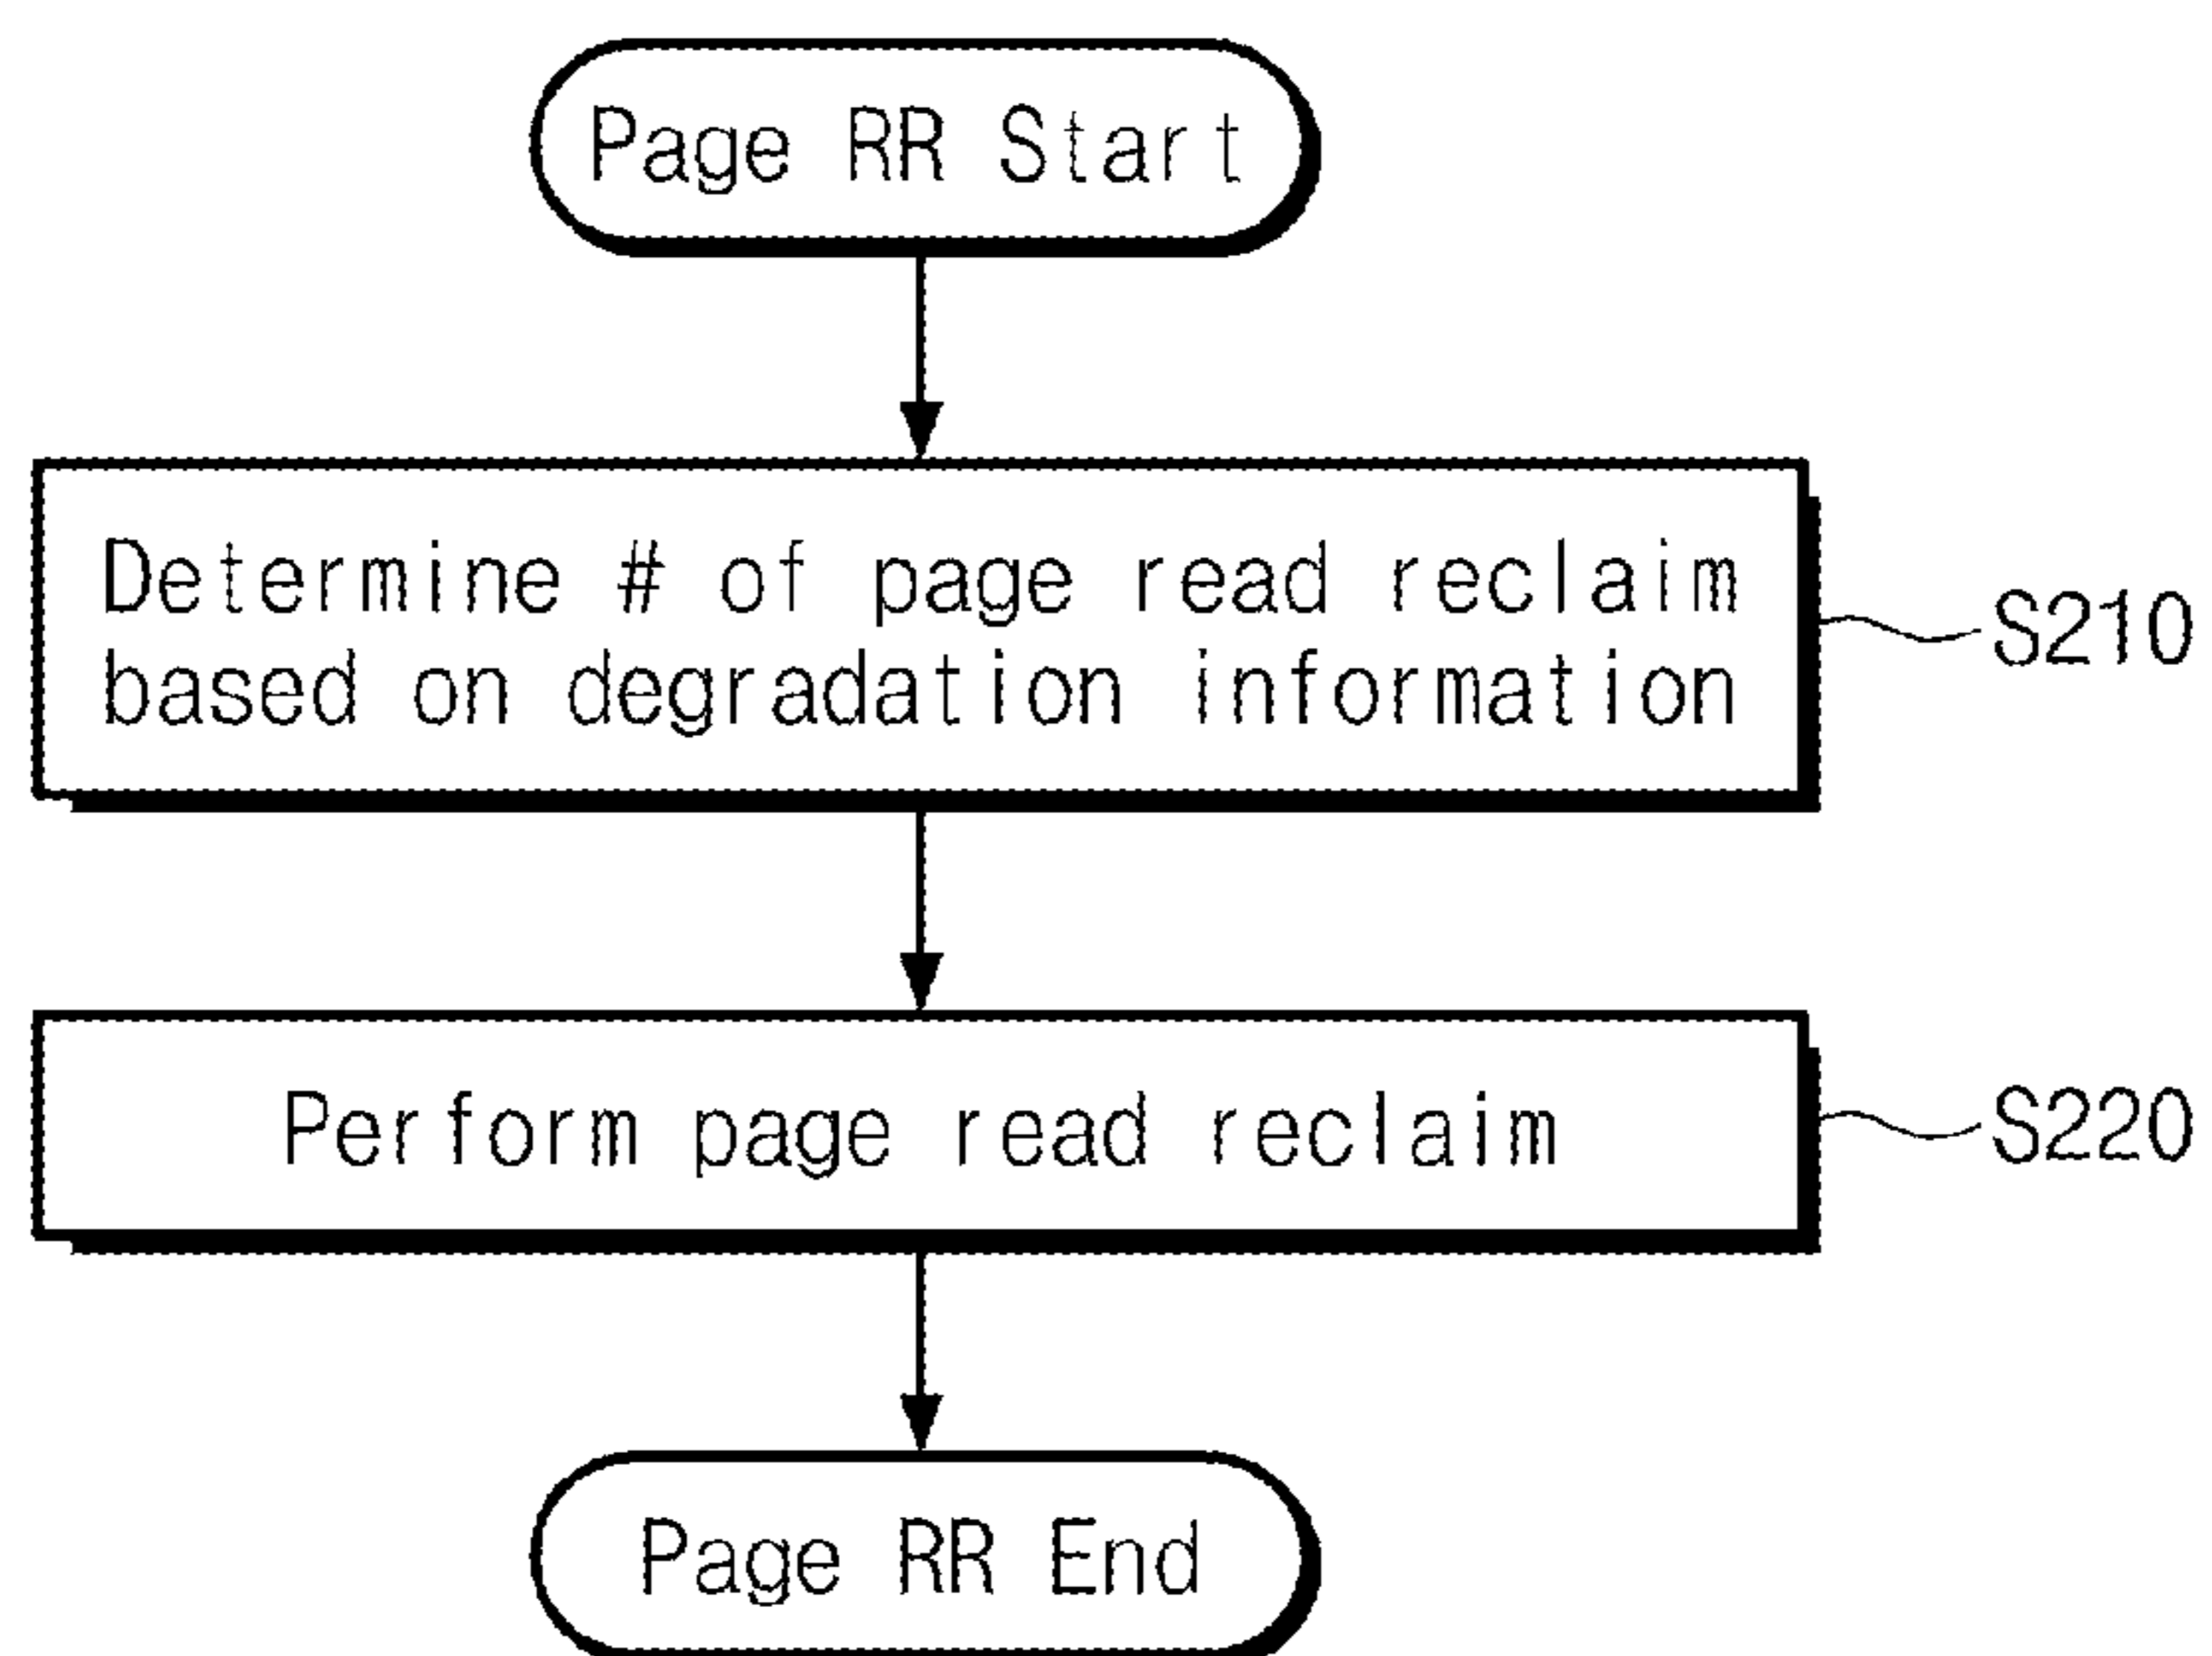 Page RR Start
Determine # of page read reclaim
based on degradation information
S210
Perform page read reclaim
S220
Page RR End